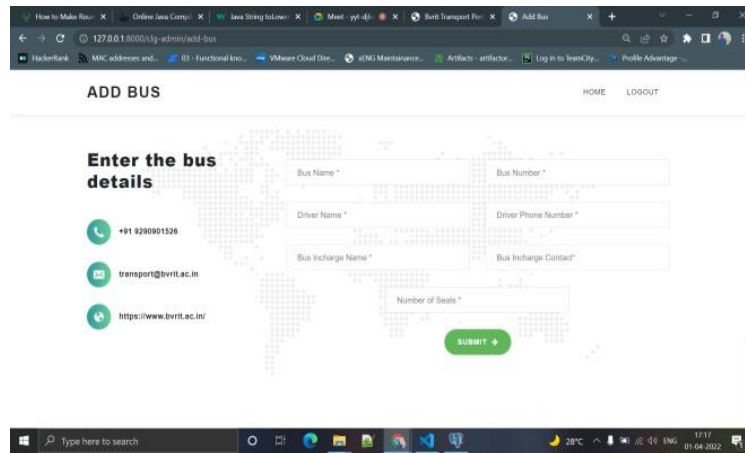 How to Make Roun
Online Java Compil
Java String toLower
Meet - yyt-djk
Bvrit Transport Por
Add Bus
127.0.0.1:8000/clg-admin/add-bus
HackerRank
MAC addresses and...
03 - Functional kno...
VMware Cloud Dire...
xENG Maintainance...
Artifacts - artifactor...
Log in to TeamCity...
Profile Advantage -...
ADD BUS
HOME
LOGOUT
Enter the bus
details
+91 9290901526
transport@bvrit.ac.in
https://www.bvrit.ac.in/
Bus Name *
Bus Number *
Driver Name *
Driver Phone Number *
Bus Incharge Name *
Bus Incharge Contact*
Number of Seats *
SUBMIT
Type here to search
28°C
ENG
17:17
01-04-2022